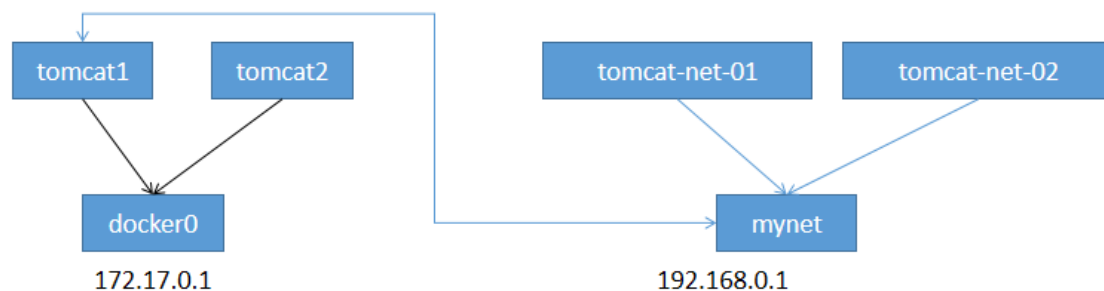 tomcat1
tomcat2
tomcat-net-01
tomcat-net-02
docker0
mynet
172.17.0.1
192.168.0.1